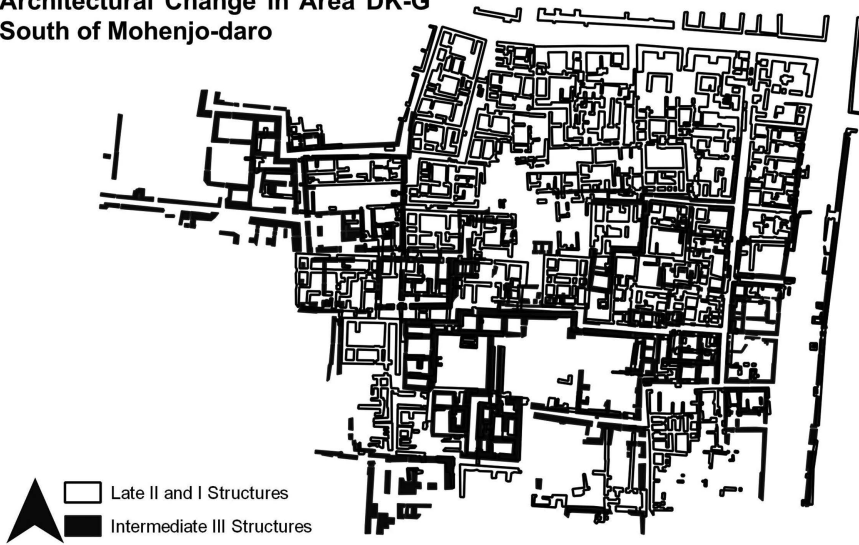 Architectural Change in Area DK-G
South of Mohenjo-daro
Late II and I Structures
Intermediate III Structures